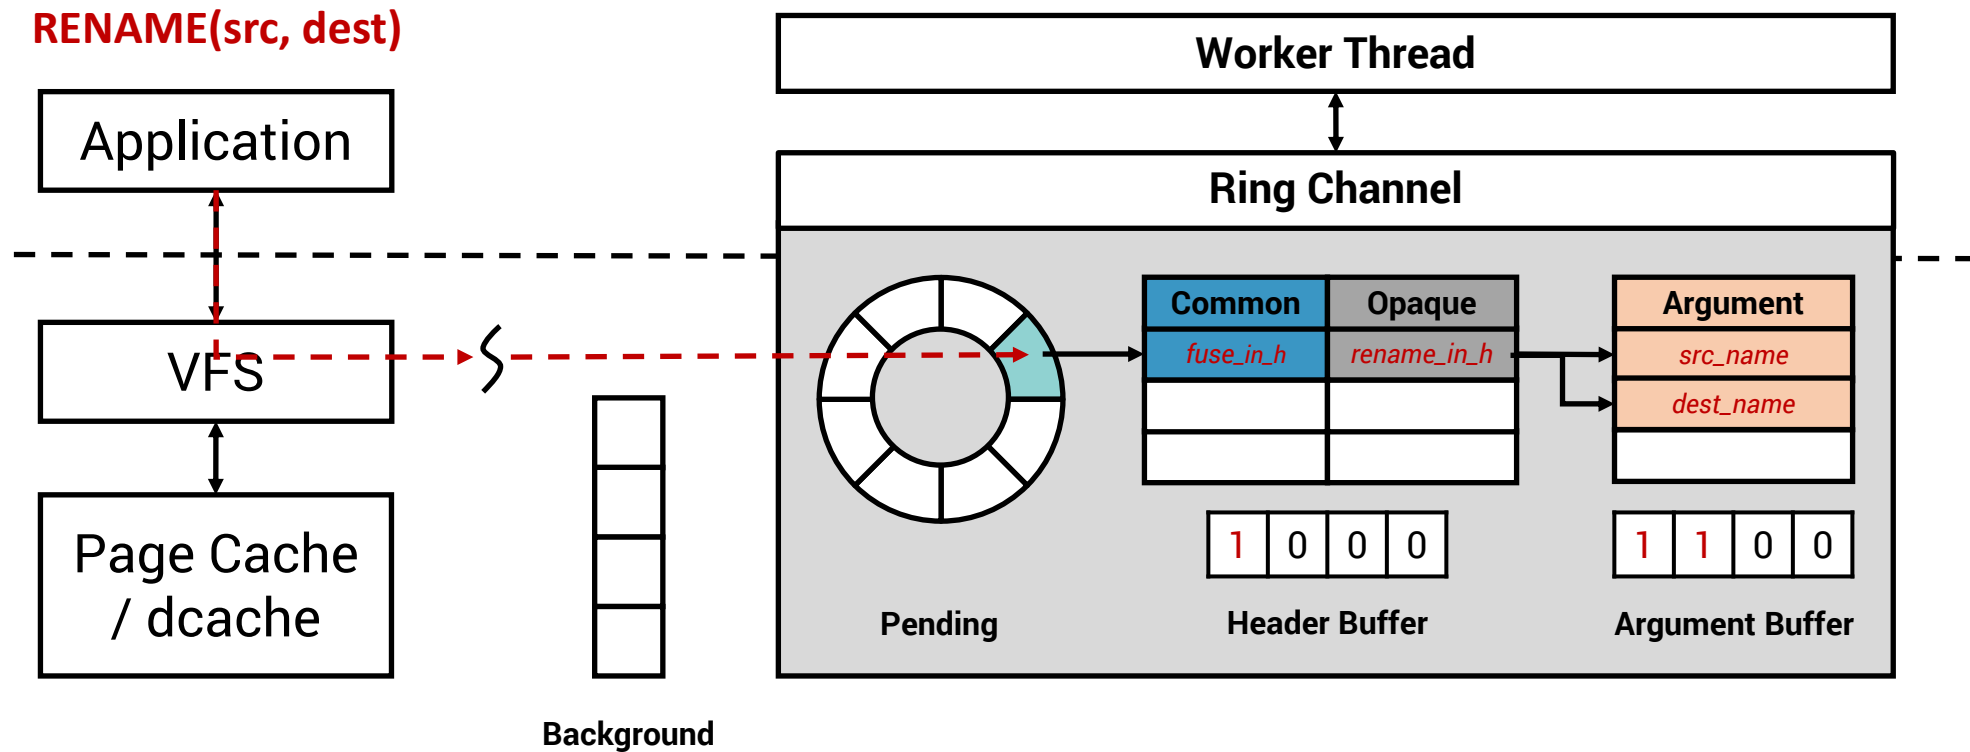 RENAME(src, dest)
Application
VFS
Page Cache
/ dcache
Background
Worker Thread
Ring Channel
Pending
Common
Opaque
fuse_in_h
rename_in_h
1 0 0 0
Header Buffer
Argument
src_name
dest_name
1 1 0 0
Argument Buffer